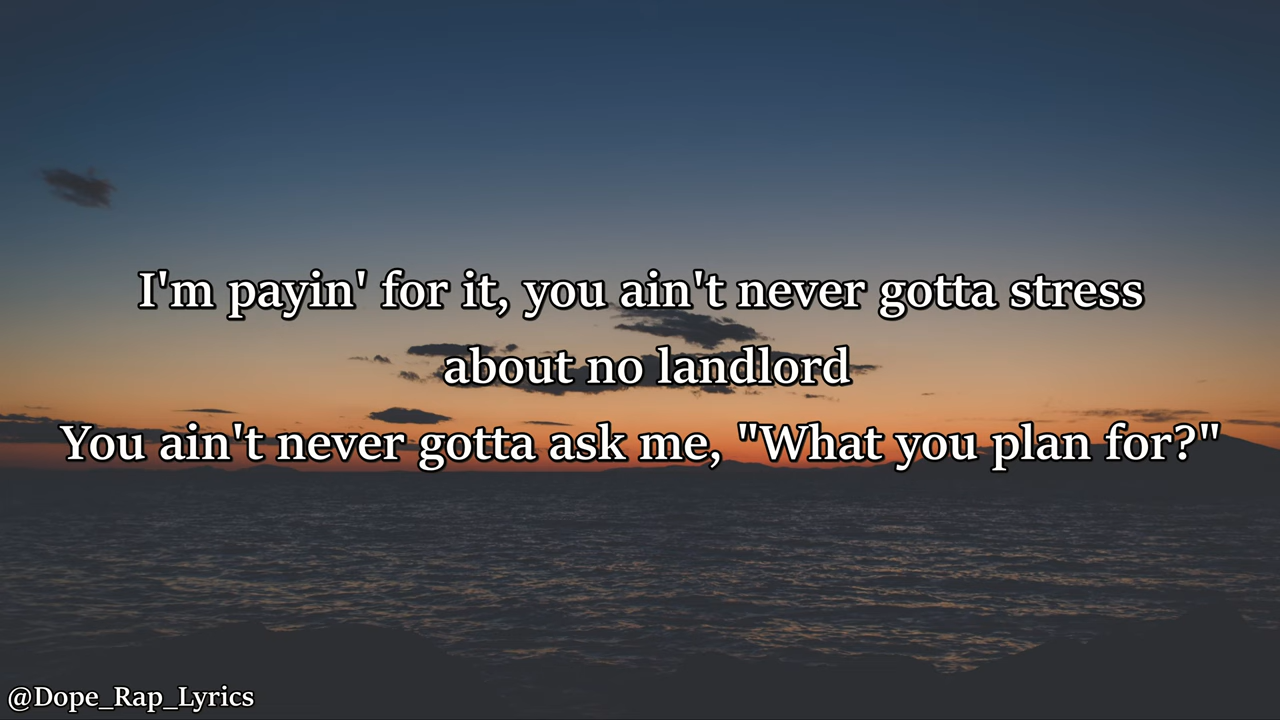 I'm payin' for it, you ain't never gotta stress
about no landlord
You ain't never gotta ask me, "What you plan for?"
@Dope_Rap_Lyrics